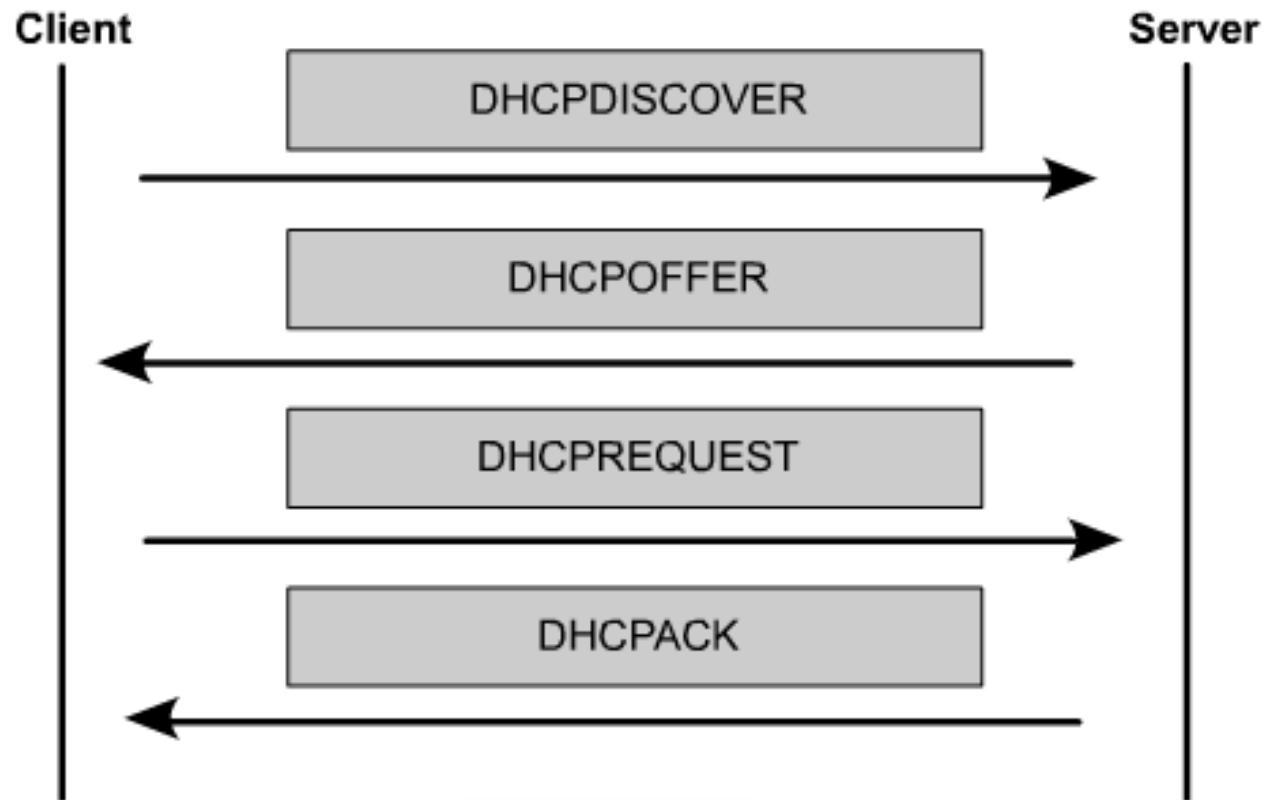 Client
Server
DHCPDISCOVER
DHCPOFFER
DHCPREQUEST
DHCPACK